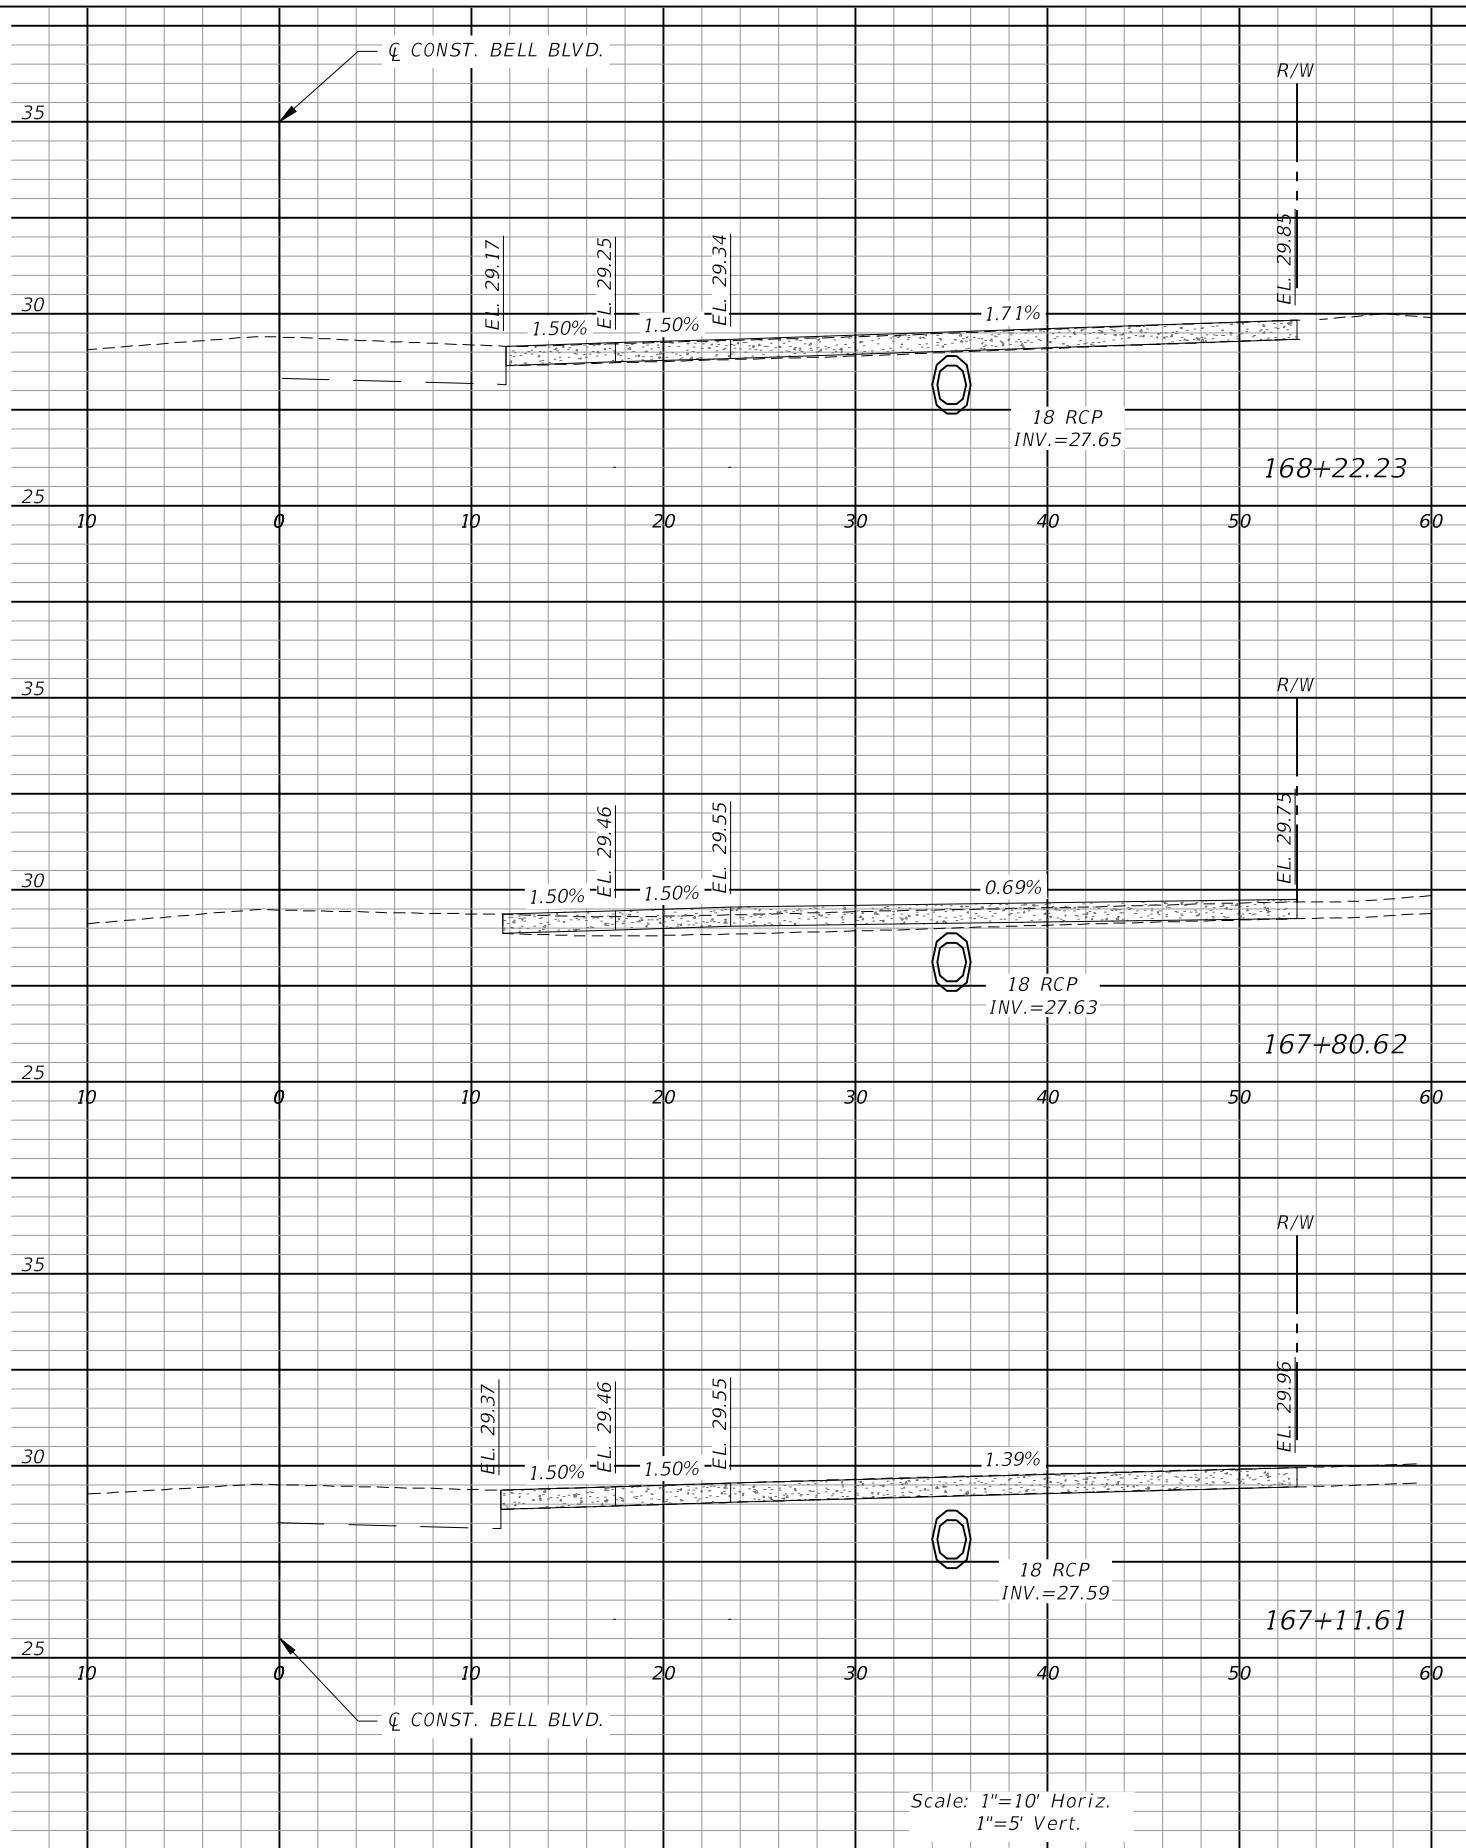 ℄ CONST. BELL BLVD.
R/W
35
EL. 29.17
EL. 29.25
EL. 29.34
EL. 29.85
30
1.50%
1.50%
1.71%
18 RCP
INV.=27.65
168+22.23
25
10 0 10 20 30 40 50 60
R/W
35
EL. 29.46
EL. 29.55
EL. 29.75
30
1.50%
1.50%
0.69%
18 RCP
INV.=27.63
167+80.62
25
10 0 10 20 30 40 50 60
R/W
35
EL. 29.37
EL. 29.46
EL. 29.55
EL. 29.96
30
1.50%
1.50%
1.39%
18 RCP
INV.=27.59
167+11.61
25
10 0 10 20 30 40 50 60
℄ CONST. BELL BLVD.
Scale: 1"=10' Horiz.
1"=5' Vert.